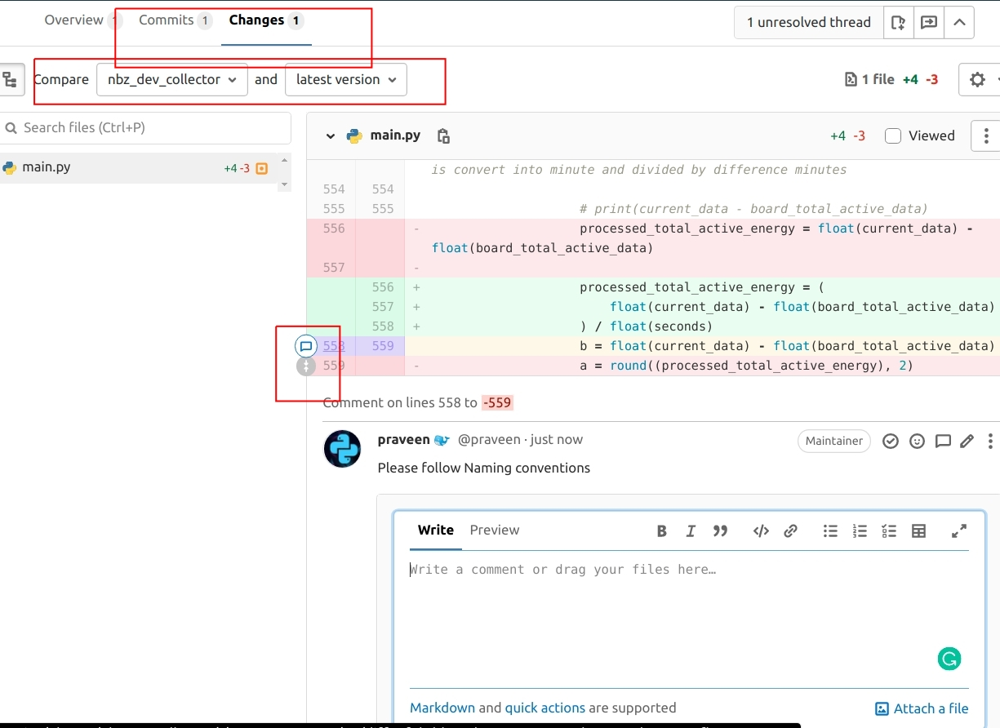 Overview 1 Commits 1 Changes 1 1 unresolved thread
Compare nbz_dev_collector and latest version 1 file +4 -3
Search files (Ctrl+P)
main.py +4 -3 Viewed
main.py +4 -3
is convert into minute and divided by difference minutes
554 554
555 555 # print(current_data - board_total_active_data)
556 - processed_total_active_energy = float(current_data) -
float(board_total_active_data)
557 -
556 + processed_total_active_energy = (
557 + float(current_data) - float(board_total_active_data)
558 + ) / float(seconds)
558 559 b = float(current_data) - float(board_total_active_data)
559 - a = round((processed_total_active_energy), 2)
Comment on lines 558 to -559
praveen 🐳 @praveen · just now Maintainer
Please follow Naming conventions
Write Preview
Write a comment or drag your files here…
Markdown and quick actions are supported Attach a file